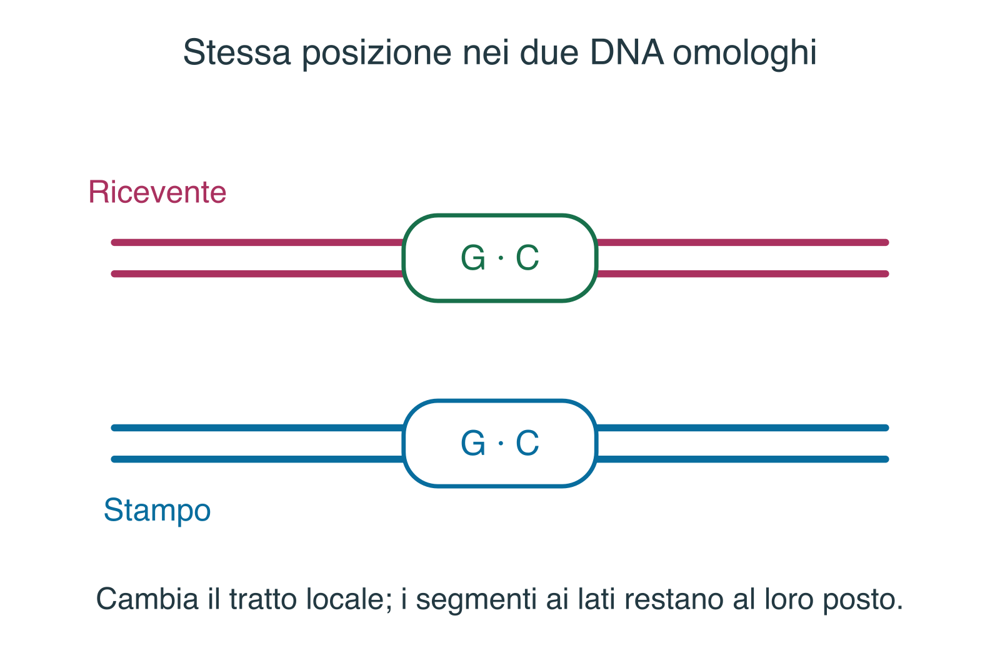 Stessa posizione nei due DNA omologhi
Ricevente
G · C
G · C
Stampo
Cambia il tratto locale; i segmenti ai lati restano al loro posto.